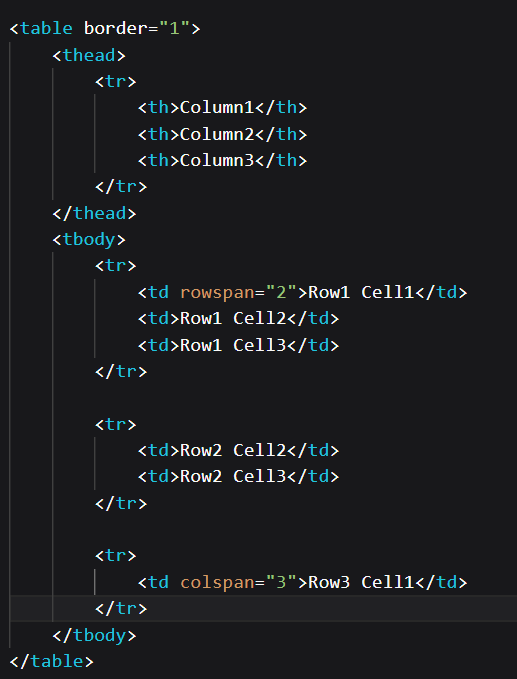 <table border="1">
    <thead>
        <tr>
            <th>Column1</th>
            <th>Column2</th>
            <th>Column3</th>
        </tr>
    </thead>
    <tbody>
        <tr>
            <td rowspan="2">Row1 Cell1</td>
            <td>Row1 Cell2</td>
            <td>Row1 Cell3</td>
        </tr>

        <tr>
            <td>Row2 Cell2</td>
            <td>Row2 Cell3</td>
        </tr>

        <tr>
            <td colspan="3">Row3 Cell1</td>
        </tr>
    </tbody>
</table>